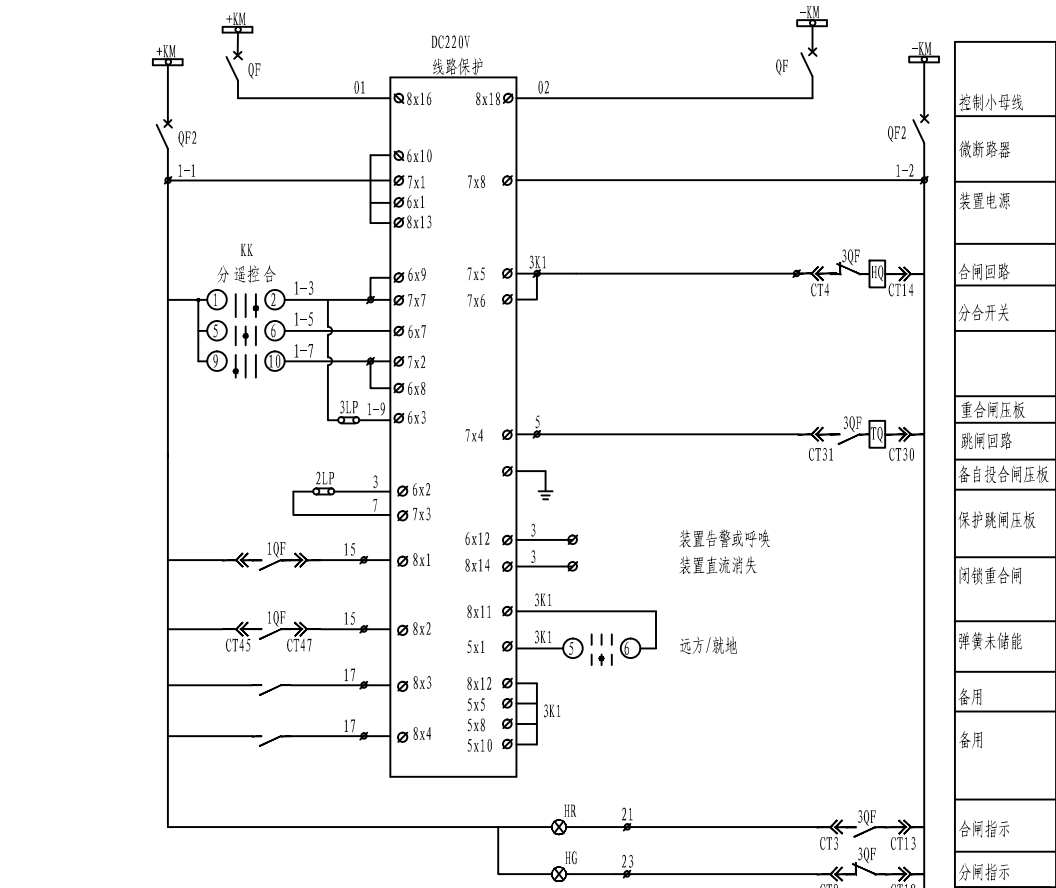 +KM
-KM
+KM
-KM
DC220V
线路保护
QF
QF
01
8x16
8x18
02
控制小母线
QF2
QF2
微断路器
6x10
1-1
7x1
7x8
1-2
6x1
装置电源
8x13
KK
分遥控合
3K1
3QF
6x9
7x5
HQ
合闸回路
CT4
CT14
1
2
1-3
7x7
7x6
分合开关
5
6
1-5
6x7
9
10
1-7
7x2
6x8
3LP
1-9
6x3
重合闸压板
5
3QF
7x4
TQ
跳闸回路
CT31
CT30
备自投合闸压板
2LP
3
6x2
7
7x3
保护跳闸压板
6x12
3
装置告警或呼唤
8x14
3
装置直流消失
1QF
15
8x1
闭锁重合闸
8x11
3K1
1QF
15
8x2
CT45
CT47
5x1
3K1
5
6
远方/就地
弹簧未储能
17
8x3
8x12
5x5
3K1
备用
17
8x4
5x8
5x10
备用
HR
21
3QF
CT3
CT13
合闸指示
HG
23
3QF
分闸指示